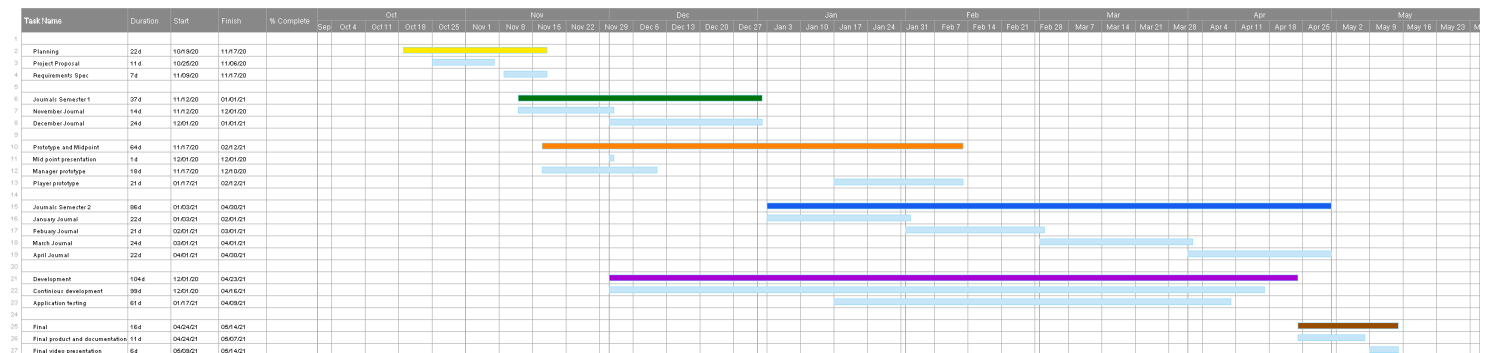 Oct Nov Dec Jan Feb Mar Apr May
Task Name Duration Start Finish % Complete
Sep Oct 4 Oct 11 Oct 18 Oct 25 Nov 1 Nov 8 Nov 15 Nov 22 Nov 29 Dec 6 Dec 13 Dec 20 Dec 27 Jan 3 Jan 10 Jan 17 Jan 24 Jan 31 Feb 7 Feb 14 Feb 21 Feb 28 Mar 7 Mar 14 Mar 21 Mar 28 Apr 4 Apr 11 Apr 18 Apr 25 May 2 May 9 May 16 May 23 M
1
2 Planning 22d 10/19/20 11/17/20
3 Project Proposal 11d 10/25/20 11/06/20
4 Requirements Spec 7d 11/09/20 11/17/20
5
6 Journals Semester 1 37d 11/12/20 01/01/21
7 November Journal 14d 11/12/20 12/01/20
8 December Journal 24d 12/01/20 01/01/21
9
10 Prototype and Midpoint 64d 11/17/20 02/12/21
11 Mid point presentation 1d 12/01/20 12/01/20
12 Manager prototype 18d 11/17/20 12/10/20
13 Player prototype 21d 01/17/21 02/12/21
14
15 Journals Semester 2 86d 01/03/21 04/30/21
16 January Journal 22d 01/03/21 02/01/21
17 Febuary Journal 21d 02/01/21 03/01/21
18 March Journal 24d 03/01/21 04/01/21
19 April Journal 22d 04/01/21 04/30/21
20
21 Development 104d 12/01/20 04/23/21
22 Continious development 99d 12/01/20 04/16/21
23 Application testing 61d 01/17/21 04/09/21
24
25 Final 16d 04/24/21 05/14/21
26 Final product and documentation 11d 04/24/21 05/07/21
27 Final video presentation 6d 05/09/21 05/14/21